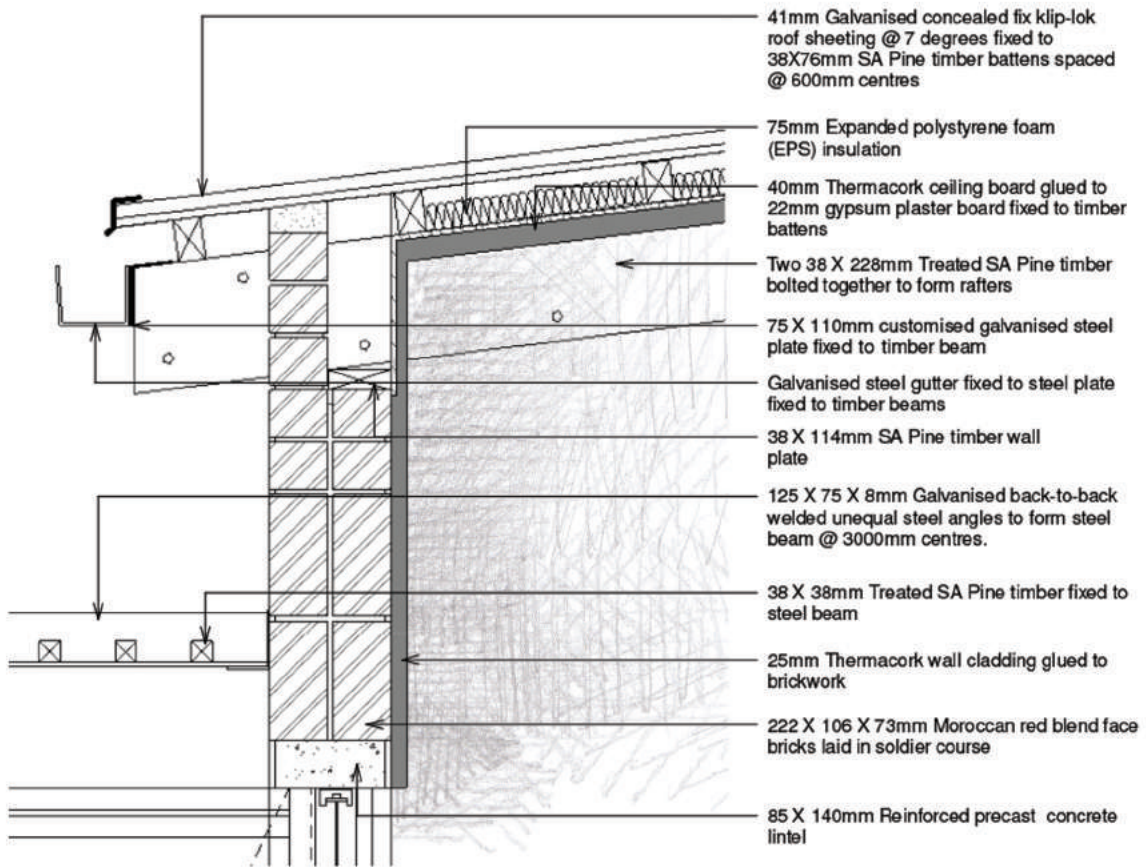 41mm Galvanised concealed fix klip-lok
roof sheeting @ 7 degrees fixed to
38X76mm SA Pine timber battens spaced
@ 600mm centres
75mm Expanded polystyrene foam
(EPS) insulation
40mm Thermacork ceiling board glued to
22mm gypsum plaster board fixed to timber
battens
Two 38 X 228mm Treated SA Pine timber
bolted together to form rafters
75 X 110mm customised galvanised steel
plate fixed to timber beam
Galvanised steel gutter fixed to steel plate
fixed to timber beams
38 X 114mm SA Pine timber wall
plate
125 X 75 X 8mm Galvanised back-to-back
welded unequal steel angles to form steel
beam @ 3000mm centres.
38 X 38mm Treated SA Pine timber fixed to
steel beam
25mm Thermacork wall cladding glued to
brickwork
222 X 106 X 73mm Moroccan red blend face
bricks laid in soldier course
85 X 140mm Reinforced precast concrete
lintel